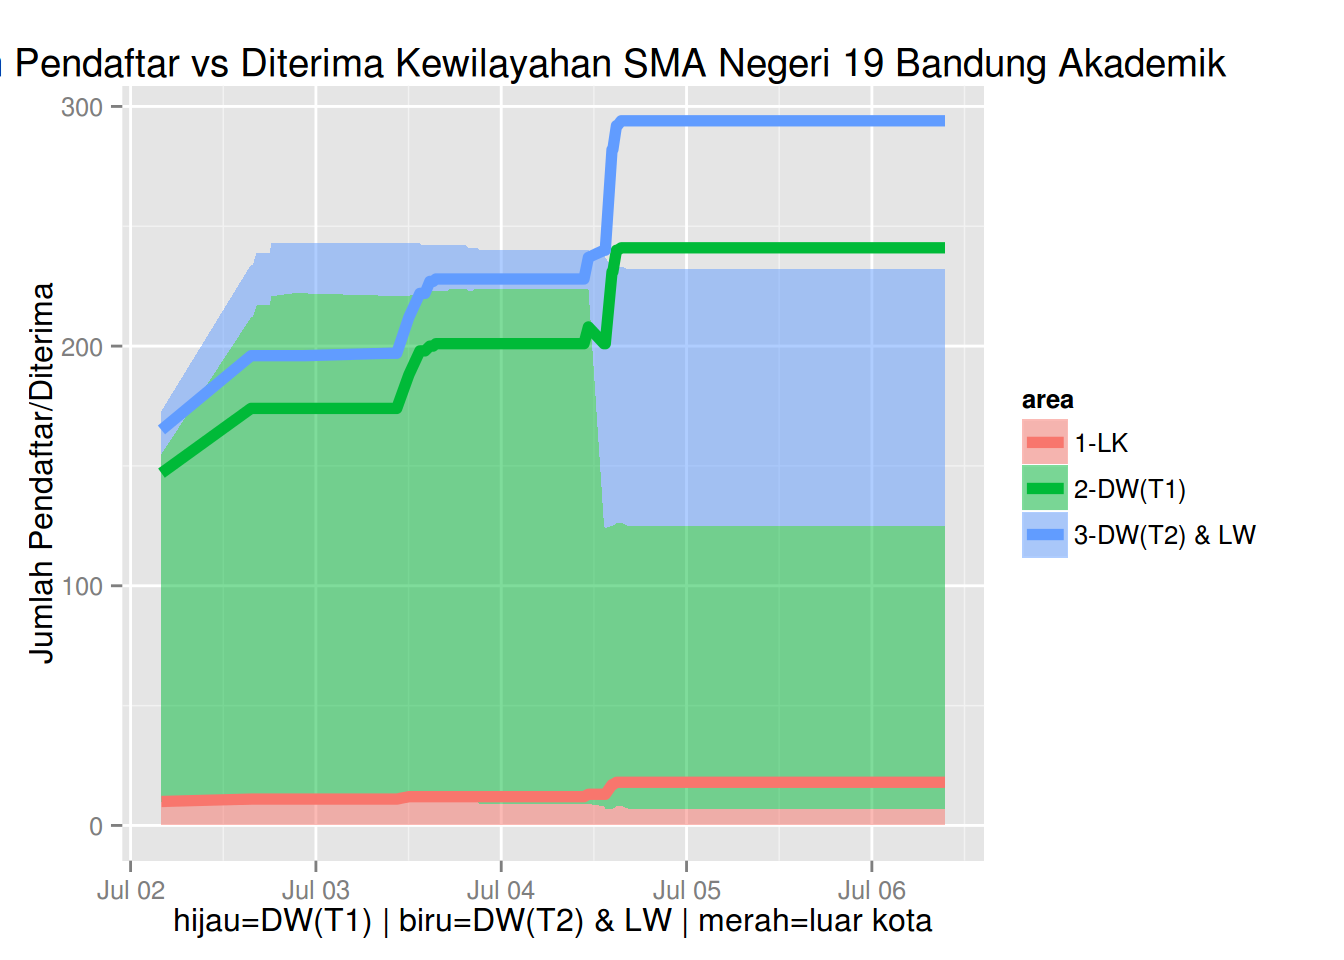 Pendaftar vs Diterima Kewilayahan SMA Negeri 19 Bandung Akademik
Jumlah Pendaftar/Diterima
300
200
100
0
Jul 02
Jul 03
Jul 04
Jul 05
Jul 06
hijau=DW(T1) | biru=DW(T2) & LW | merah=luar kota
area
1-LK
2-DW(T1)
3-DW(T2) & LW